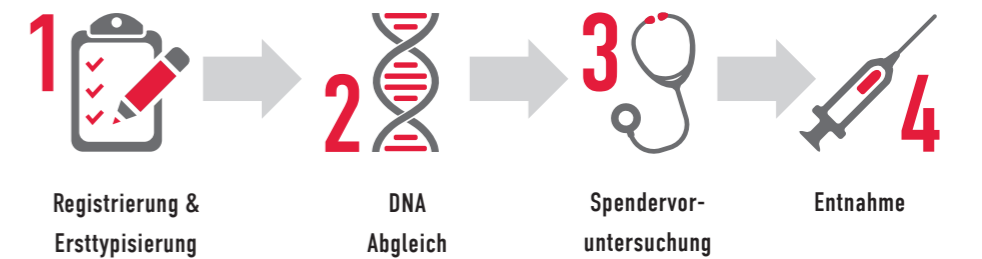 1
2
3
4
Registrierung &
Ersttypisierung
DNA
Abgleich
Spendervor-
untersuchung
Entnahme